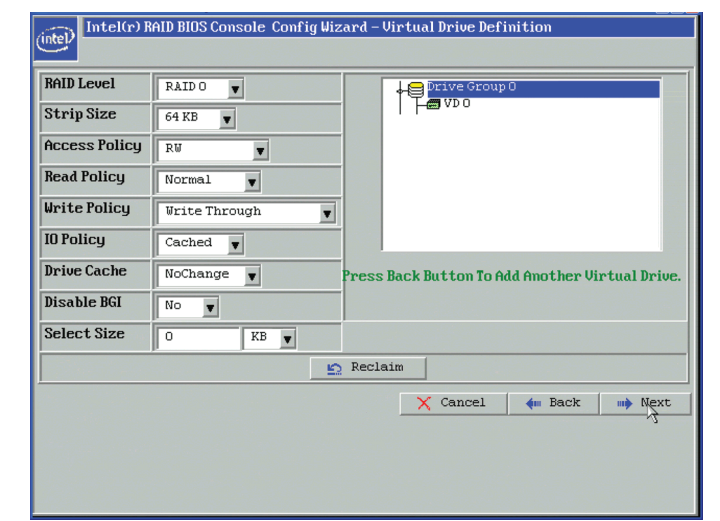 Intel(r) RAID BIOS Console Config Wizard – Virtual Drive Definition
intel
RAID Level RAID 0
Strip Size 64 KB
Access Policy RW
Read Policy Normal
Write Policy Write Through
IO Policy Cached
Drive Cache NoChange
Disable BGI No
Select Size 0 KB
Drive Group 0
VD 0
Press Back Button To Add Another Virtual Drive.
Reclaim
Cancel Back Next